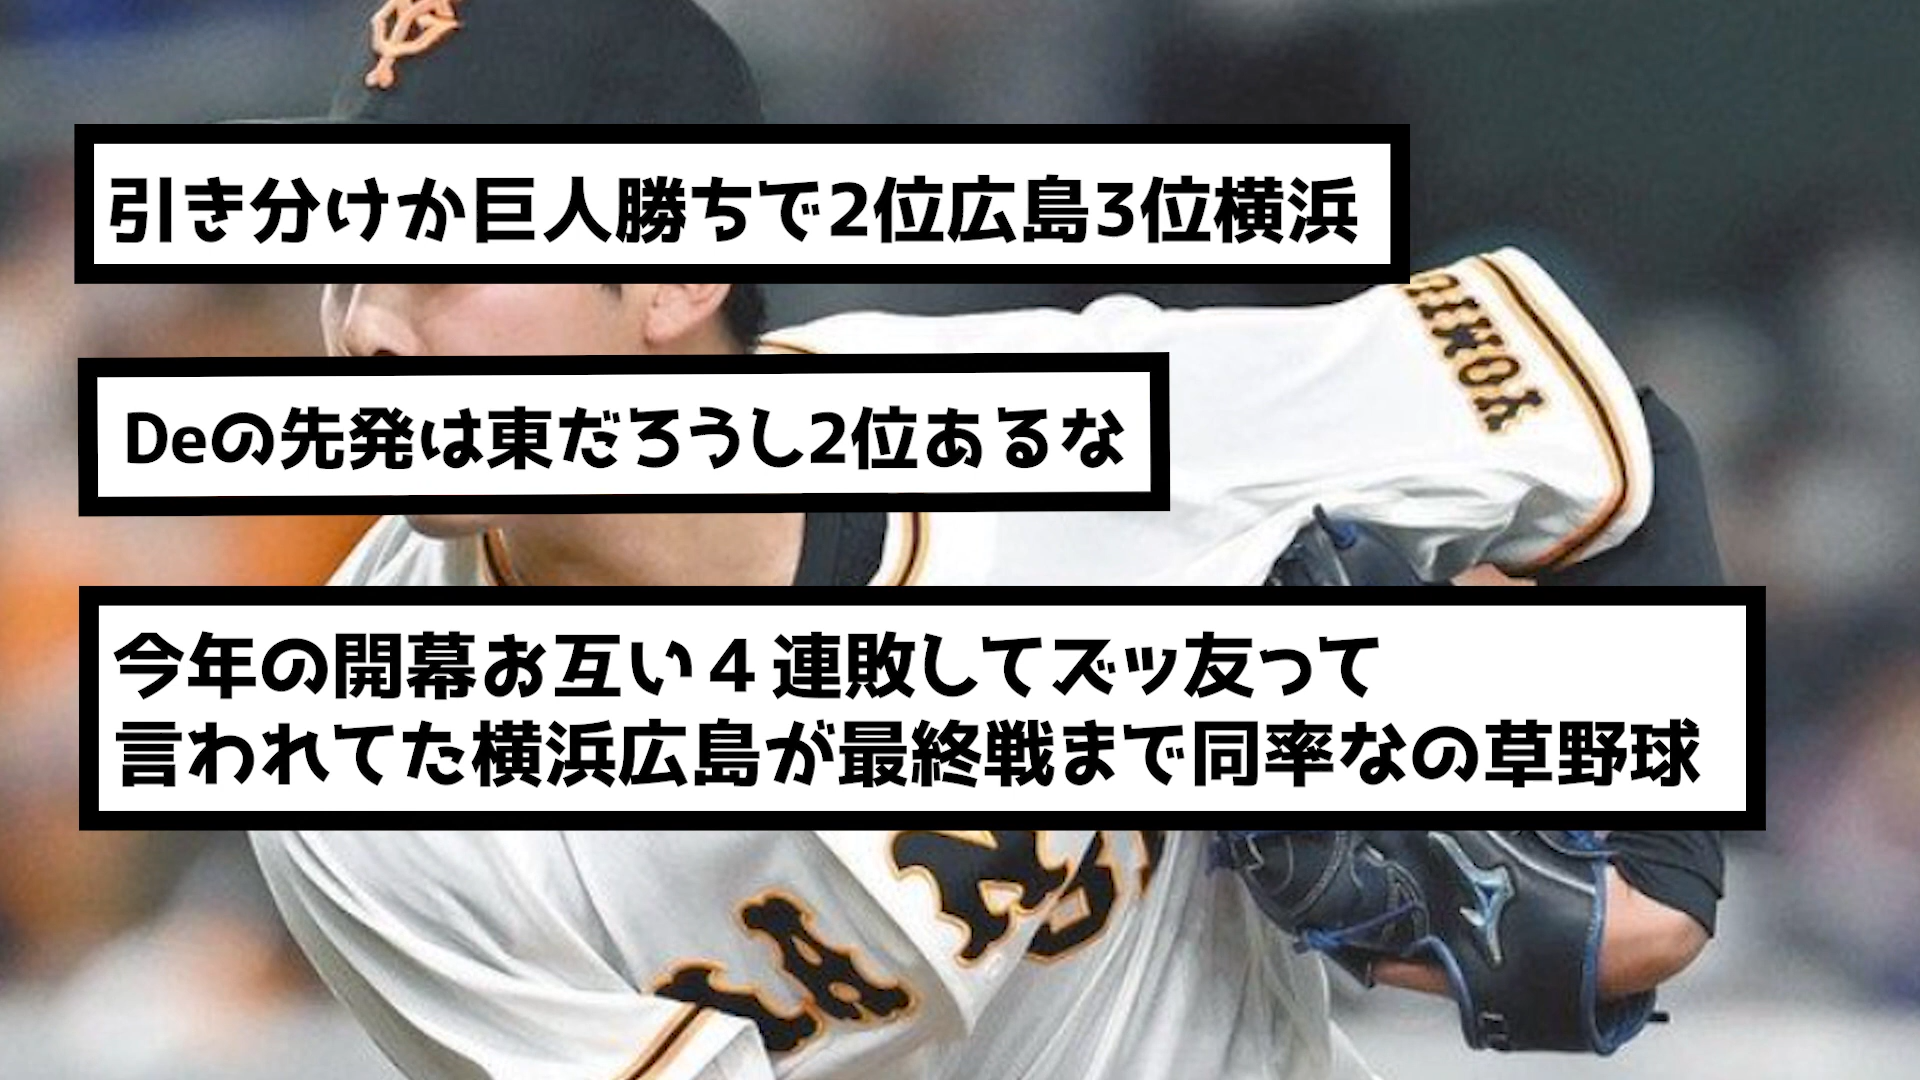 引き分けか巨人勝ちで2位広島3位横浜
YOMIU
Deの先発は東だろうし2位あるな
今年の開幕お互い４連敗してズッ友って
言われてた横浜広島が最終戦まで同率なの草野球